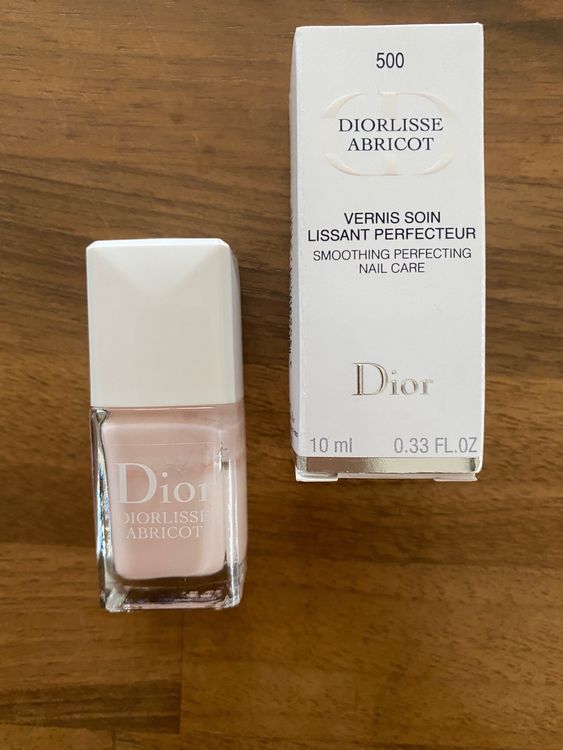 500
DIORLISSE
ABRICOT
VERNIS SOIN
LISSANT PERFECTEUR
SMOOTHING PERFECTING
NAIL CARE
Dior
10 ml 0.33 FL.OZ
Dior
DIORLISSE
ABRICOT